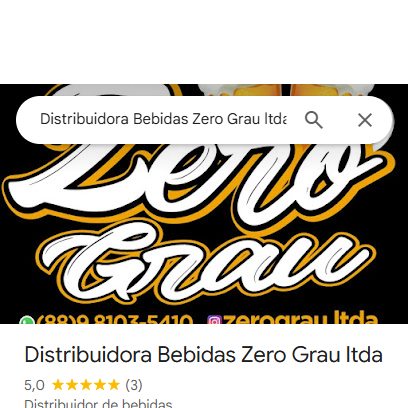 Distribuidora Bebidas Zero Grau ltda
Zero
Grau
(88)9 8103-5410 zerograu.ltda
Distribuidora Bebidas Zero Grau ltda
5,0 (3)
Distribuidor de bebidas